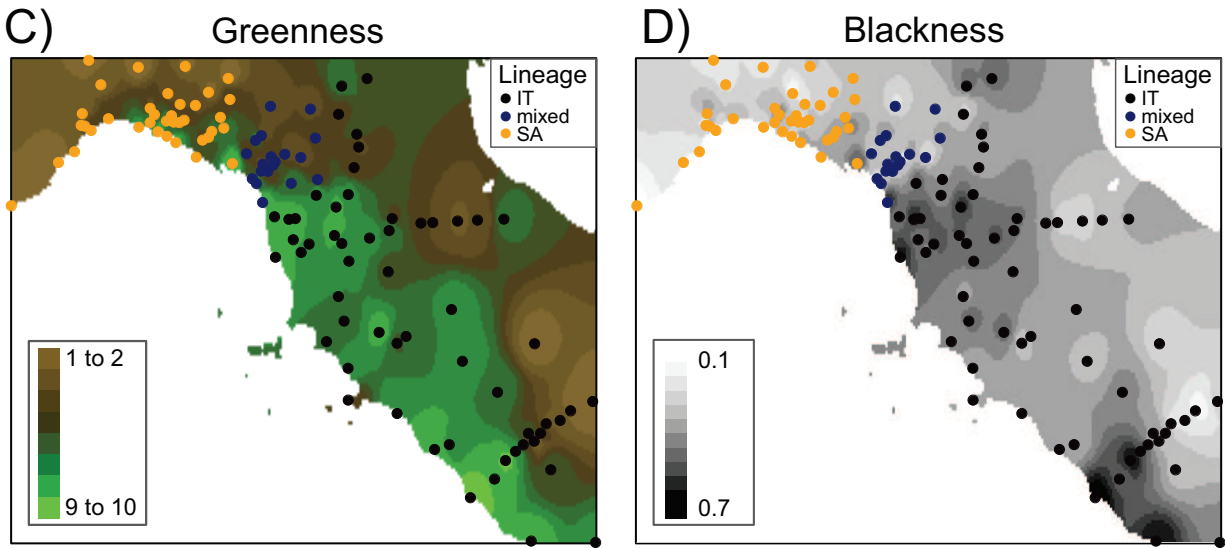 C) Greenness
Lineage
IT
mixed
SA
1 to 2
9 to 10
D) Blackness
Lineage
IT
mixed
SA
0.1
0.7